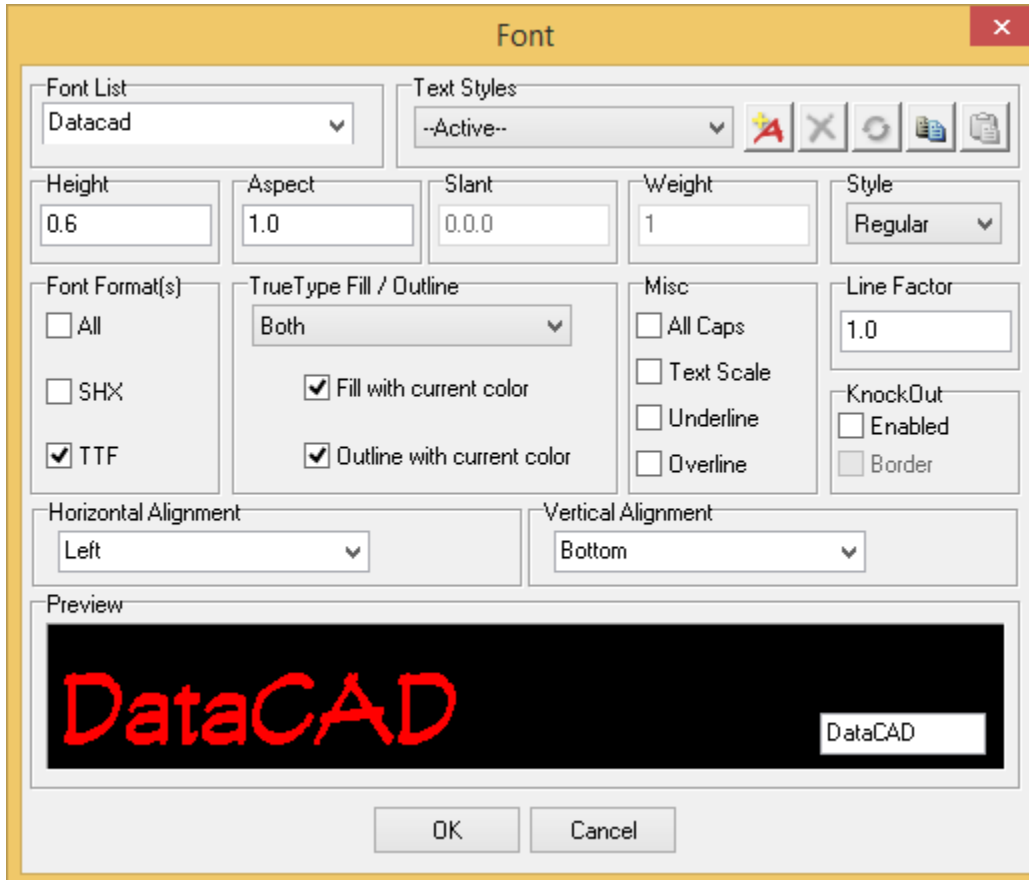 Font
Font List
Text Styles
Datacad
--Active--
Height
Aspect
Slant
Weight
Style
0.6
1.0
0.0.0
1
Regular
Font Format(s)
TrueType Fill / Outline
Misc
Line Factor
All
Both
All Caps
1.0
Text Scale
SHX
Fill with current color
KnockOut
Underline
Enabled
TTF
Outline with current color
Overline
Border
Horizontal Alignment
Vertical Alignment
Left
Bottom
Preview
DataCAD
DataCAD
OK
Cancel